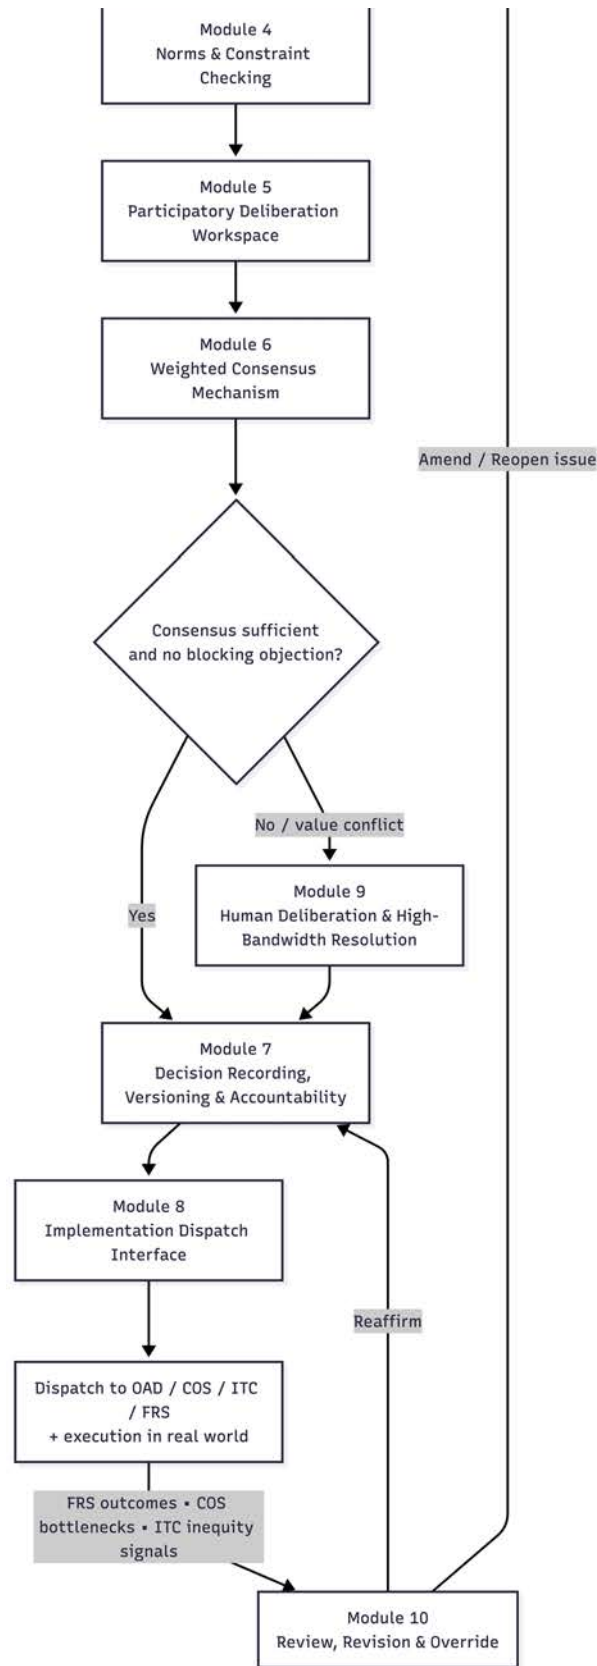 Module 4
Norms & Constraint
Checking
Module 5
Participatory Deliberation
Workspace
Module 6
Weighted Consensus
Mechanism
Amend / Reopen issue
Consensus sufficient
and no blocking objection?
No / value conflict
Module 9
Human Deliberation & High-
Bandwidth Resolution
Yes
Module 7
Decision Recording,
Versioning & Accountability
Module 8
Implementation Dispatch
Interface
Reaffirm
Dispatch to OAD / COS / ITC
/ FRS
+ execution in real world
FRS outcomes • COS
bottlenecks • ITC inequity
signals
Module 10
Review, Revision & Override